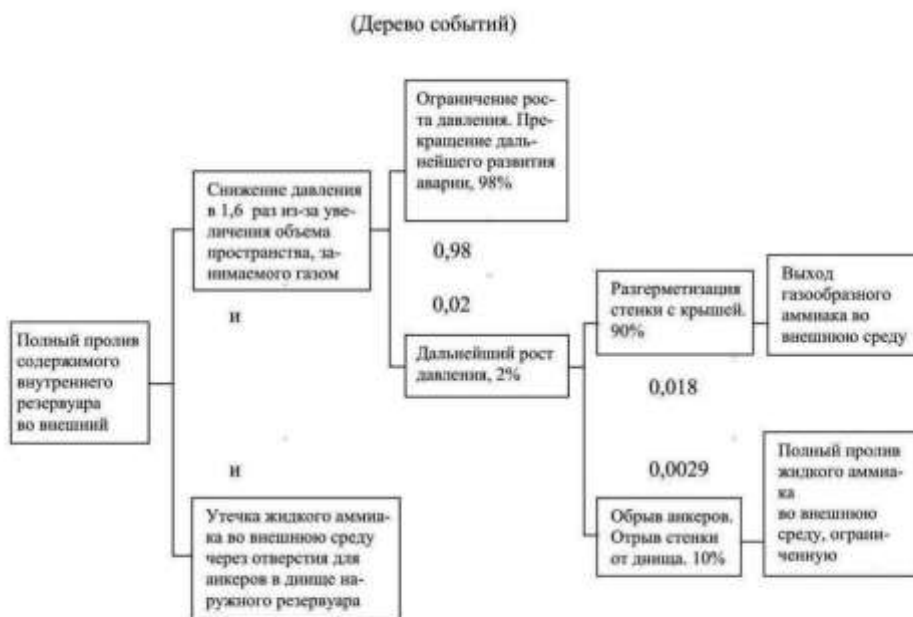 (Дерево событий)
Ограничение рос-
та давления. Пре-
кращение даль-
нейшего развития
аварии, 98%
Снижение давления
в 1,6 раз из-за уве-
личения объема
пространства, за-
нимаемого газом
0,98
0,02
и
Разгерметизация
стенки с крышей.
90%
Выход
газообразного
аммиака во
внешнюю среду
Полный пролив
содержимого
внутреннего
резервуара
во внешний
Дальнейший рост
давления, 2%
0,018
и
0,0029
Полный пролив
жидкого аммиа-
ка
во внешнюю
среду, ограни-
ченную
Утечка жидкого аммиа-
ка во внешнюю среду
через отверстия для
анкеров в днище на-
ружного резервуара
Обрыв анкеров.
Отрыв стенки
от днища. 10%